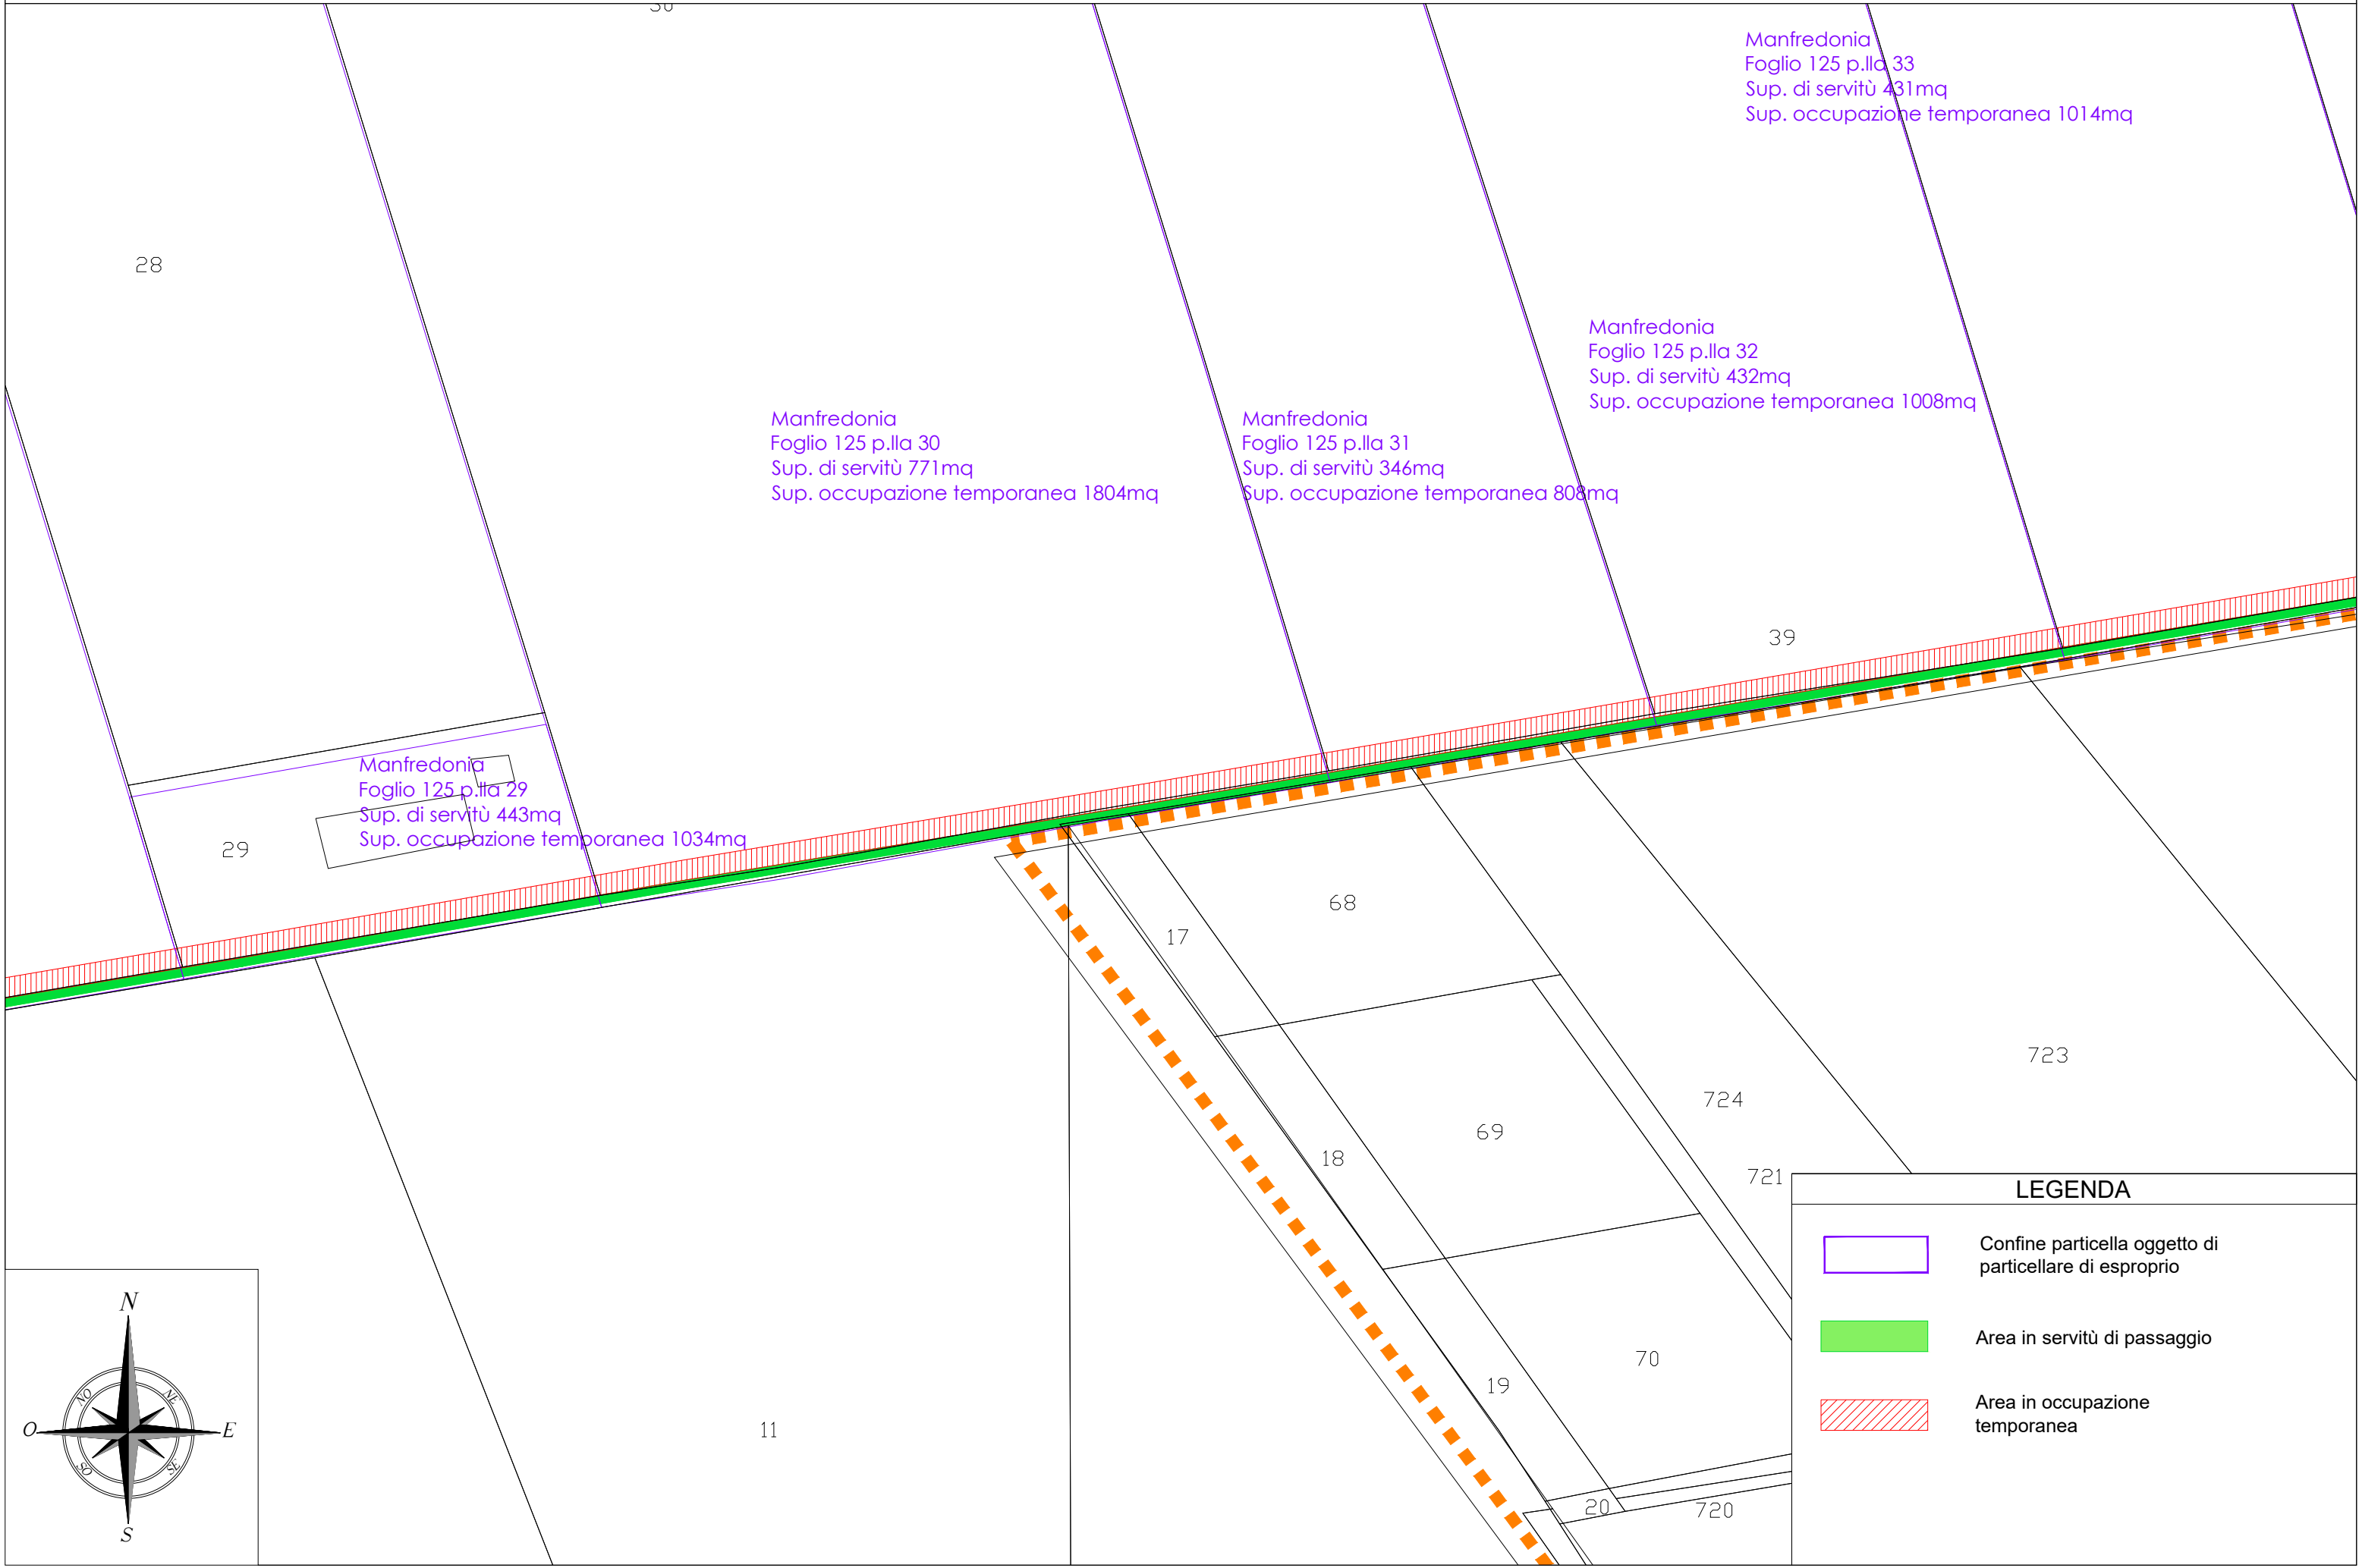 Manfredonia
Foglio 125 p.lla 33
Sup. di servitù 431mq
Sup. occupazione temporanea 1014mq
28
Manfredonia
Foglio 125 p.lla 32
Sup. di servitù 432mq
Sup. occupazione temporanea 1008mq
Manfredonia
Foglio 125 p.lla 30
Sup. di servitù 771mq
Sup. occupazione temporanea 1804mq
Manfredonia
Foglio 125 p.lla 31
Sup. di servitù 346mq
Sup. occupazione temporanea 808mq
39
Manfredonia
Foglio 125 p.lla 29
Sup. di servitù 443mq
Sup. occupazione temporanea 1034mq
29
68
17
723
724
69
18
721
70
19
11
20
720
LEGENDA
Confine particella oggetto di
particellare di esproprio
Area in servitù di passaggio
Area in occupazione
temporanea
N
NO
NE
O
E
SO
SE
S